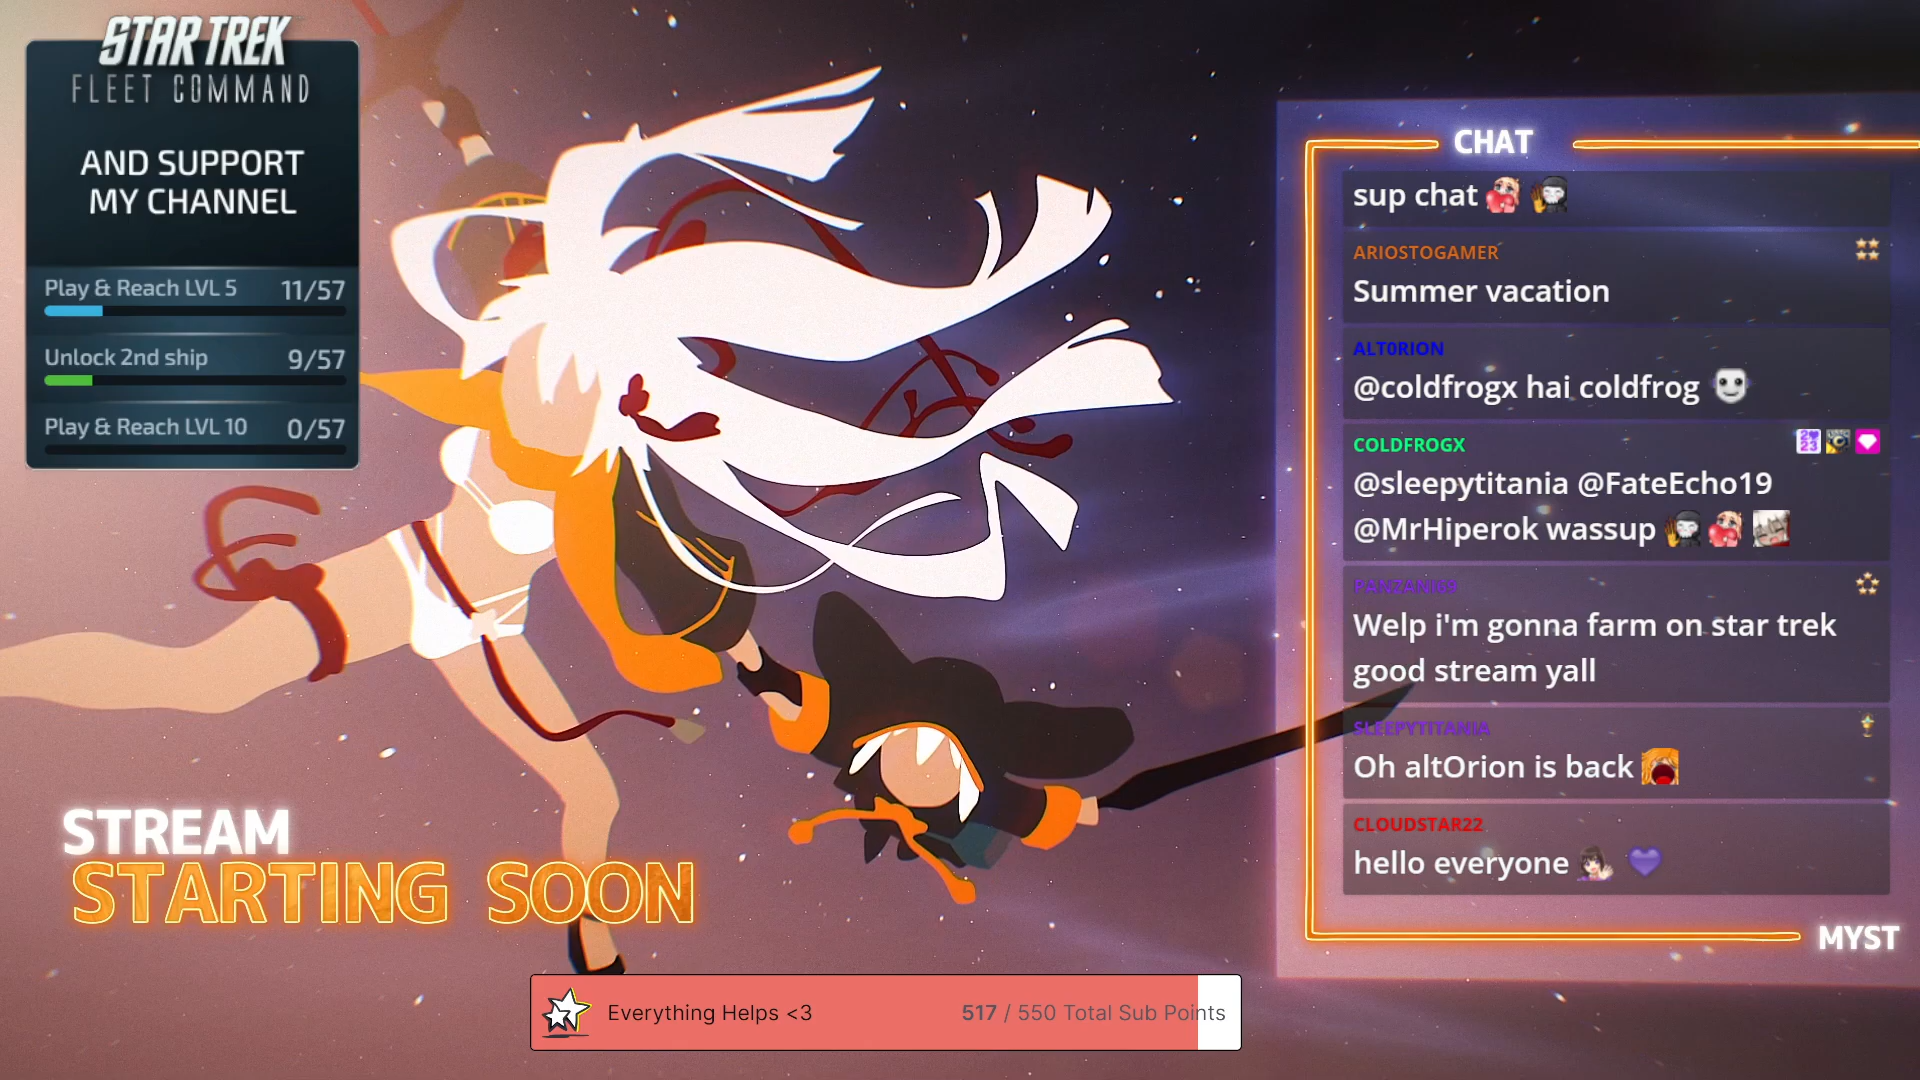 STAR TREK
FLEET COMMAND
AND SUPPORT
MY CHANNEL
Play & Reach LVL 5 11/57
Unlock 2nd ship 9/57
Play & Reach LVL 10 0/57
STREAM
STARTING SOON
Everything Helps <3 517 / 550 Total Sub Points
CHAT
sup chat
ARIOSTOGAMER
Summer vacation
ALT0RION
@coldfrogx hai coldfrog
COLDFROGX
@sleepytitania @FateEcho19
@MrHiperok wassup
Welp i'm gonna farm on star trek
good stream yall
SLEEPYTITANIA
Oh altOrion is back
CLOUDSTAR22
hello everyone
MYST